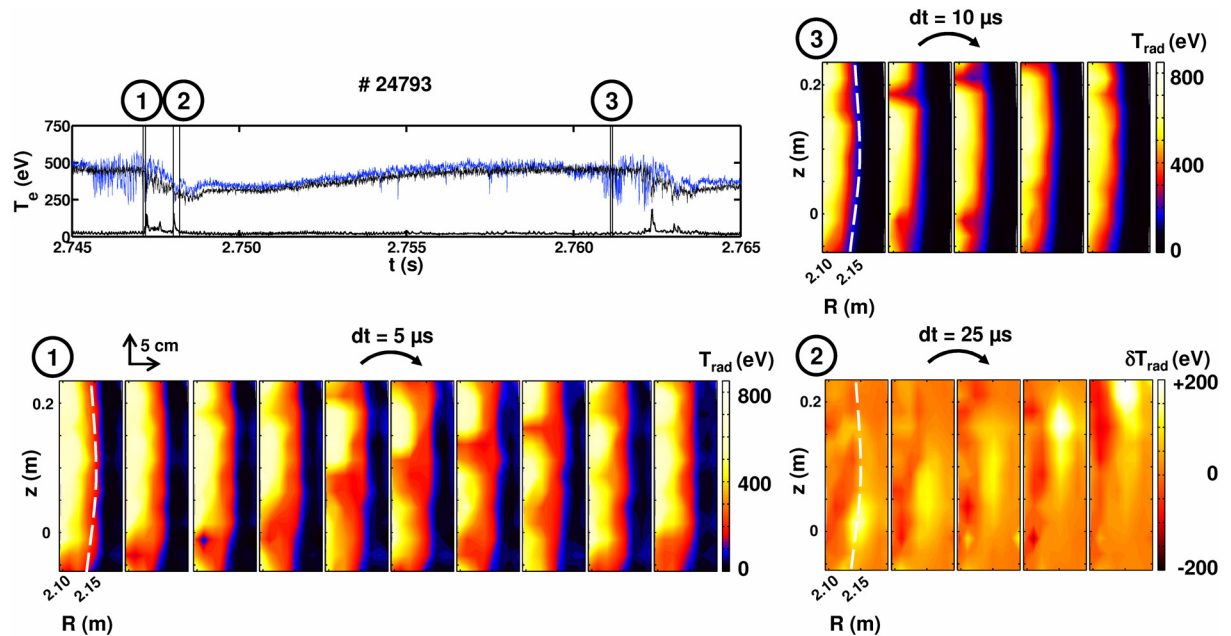 # 24793
1 2 3
750
500
250
0
T_e (eV)
2.745 2.750 2.755 2.760 2.765
t (s)
3
dt = 10 µs
T_rad (eV)
0.2
0
z (m)
800
400
0
2.10 2.15
R (m)
1
5 cm
dt = 5 µs
T_rad (eV)
0.2
0
z (m)
800
400
0
2.10 2.15
R (m)
2
dt = 25 µs
δT_rad (eV)
0.2
0
z (m)
+200
0
-200
2.10 2.15
R (m)